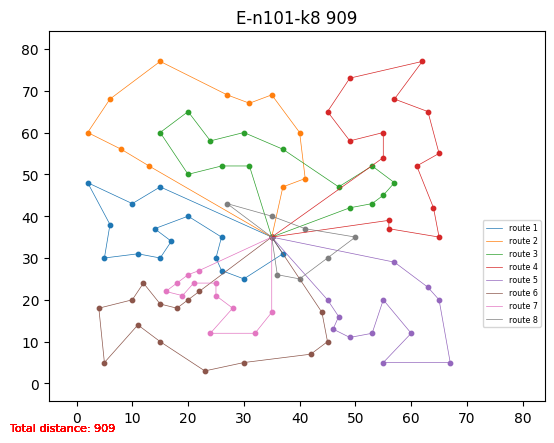 E-n101-k8 909
80
70
60
50
40
30
20
10
0
route 1
route 2
route 3
route 4
route 5
route 6
route 7
route 8
0 10 20 30 40 50 60 70 80
Total distance: 909